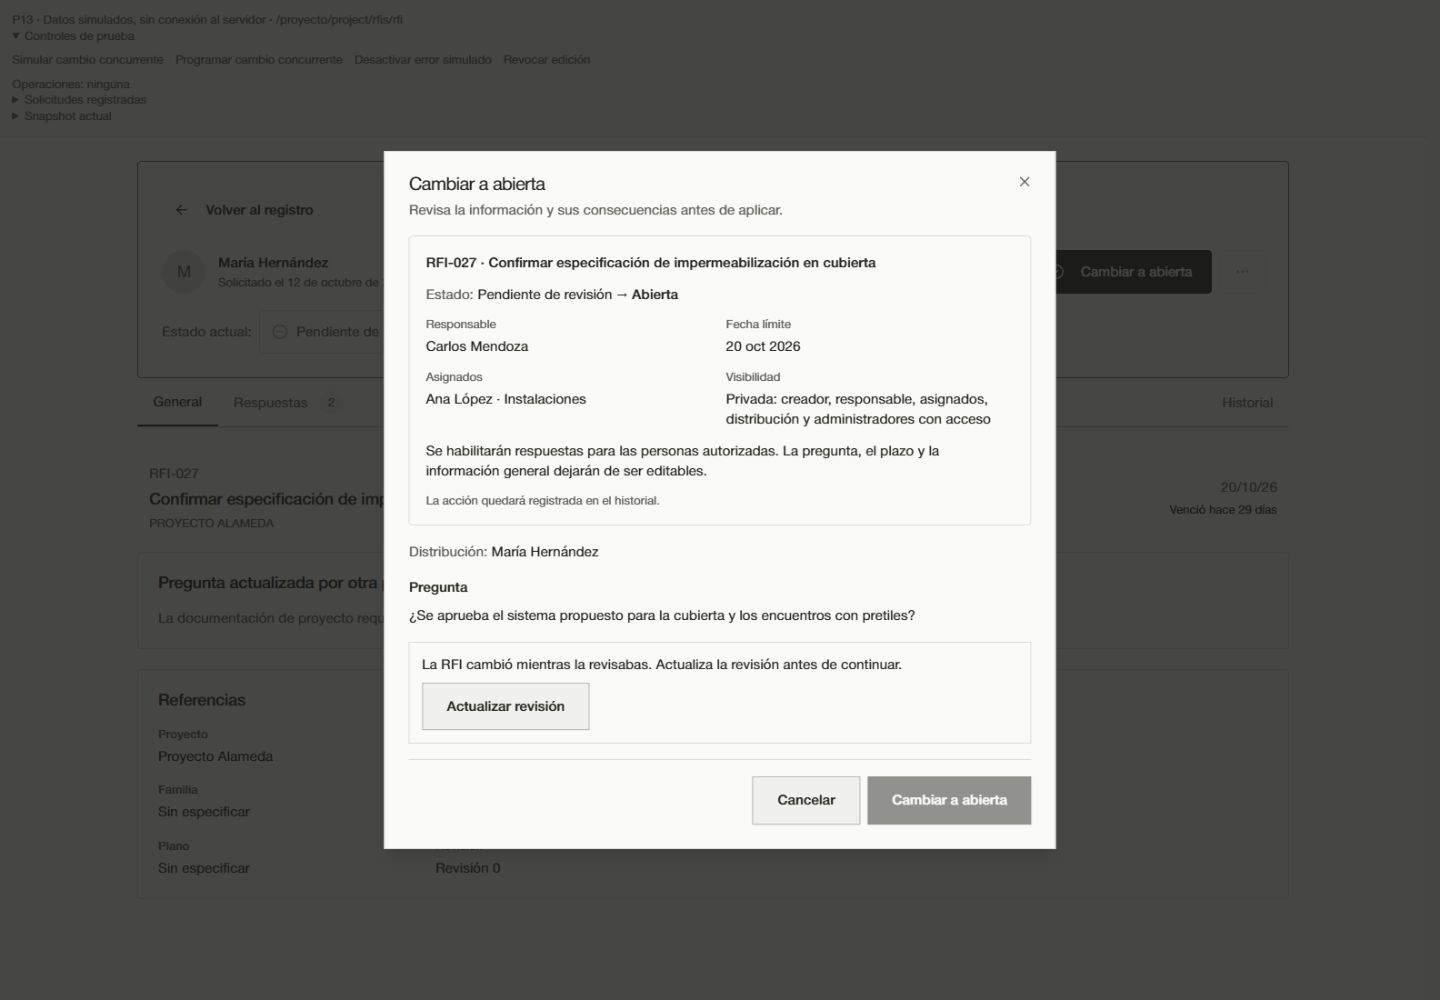 P13 · Datos simulados, sin conexión al servidor · /proyecto/project/rfis/rfi
▼ Controles de prueba
Simular cambio concurrente Programar cambio concurrente Desactivar error simulado Revocar edición
Operaciones: ninguna
▶ Solicitudes registradas
▶ Snapshot actual
← Volver al registro
M
María Hernández
Solicitado el 12 de octubre de
Estado actual:
Pendiente de
Cambiar a abierta
...
General
Respuestas 2
Historial
RFI-027
Confirmar especificación de imp
PROYECTO ALAMEDA
20/10/26
Venció hace 29 días
Pregunta actualizada por otra
La documentación de proyecto requ
Referencias
Proyecto
Proyecto Alameda
Familia
Sin especificar
Plano
Sin especificar
Revisión 0
Cambiar a abierta
Revisa la información y sus consecuencias antes de aplicar.
RFI-027 · Confirmar especificación de impermeabilización en cubierta
Estado: Pendiente de revisión → Abierta
Responsable
Carlos Mendoza
Fecha límite
20 oct 2026
Asignados
Ana López · Instalaciones
Visibilidad
Privada: creador, responsable, asignados,
distribución y administradores con acceso
Se habilitarán respuestas para las personas autorizadas. La pregunta, el plazo y la
información general dejarán de ser editables.
La acción quedará registrada en el historial.
Distribución: María Hernández
Pregunta
¿Se aprueba el sistema propuesto para la cubierta y los encuentros con pretiles?
La RFI cambió mientras la revisabas. Actualiza la revisión antes de continuar.
Actualizar revisión
Cancelar
Cambiar a abierta